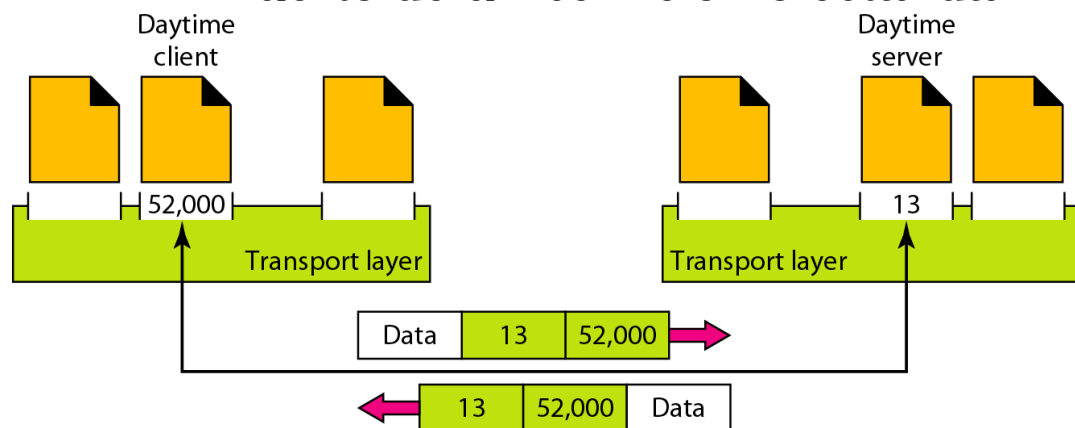 Daytime
client
Daytime
server
52,000
13
Transport layer
Transport layer
Data 13 52,000
13 52,000 Data